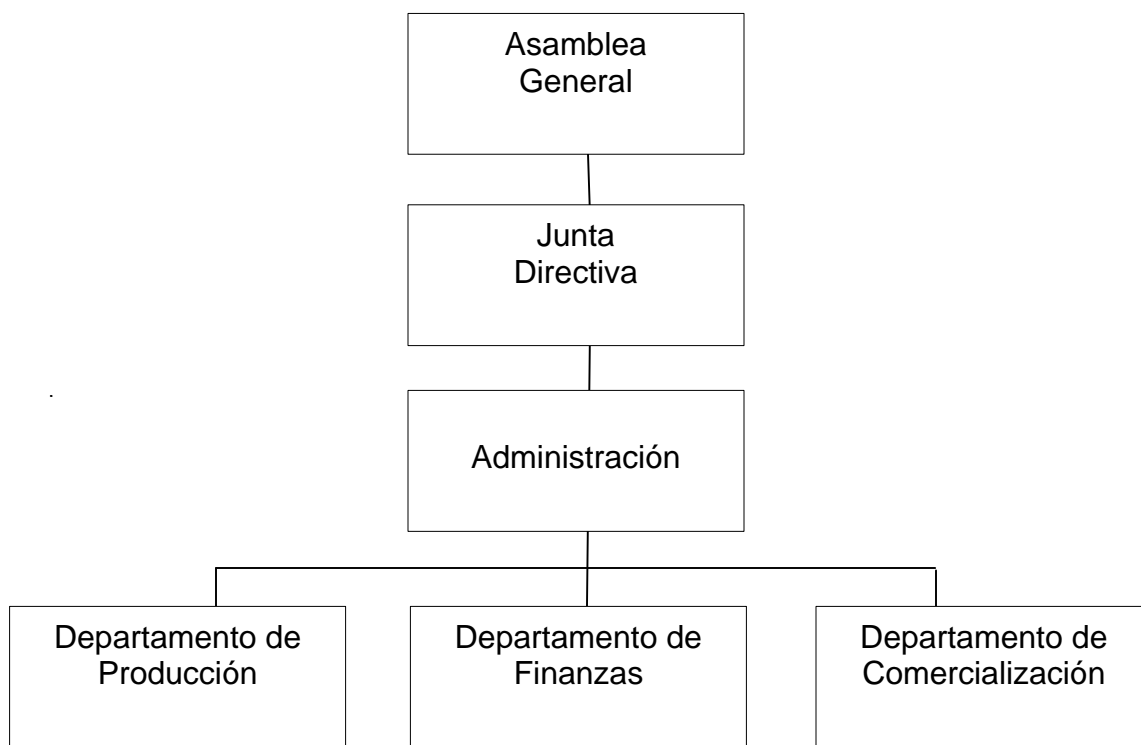 Asamblea
General
Junta
Directiva
Administración
Departamento de
Producción
Departamento de
Finanzas
Departamento de
Comercialización